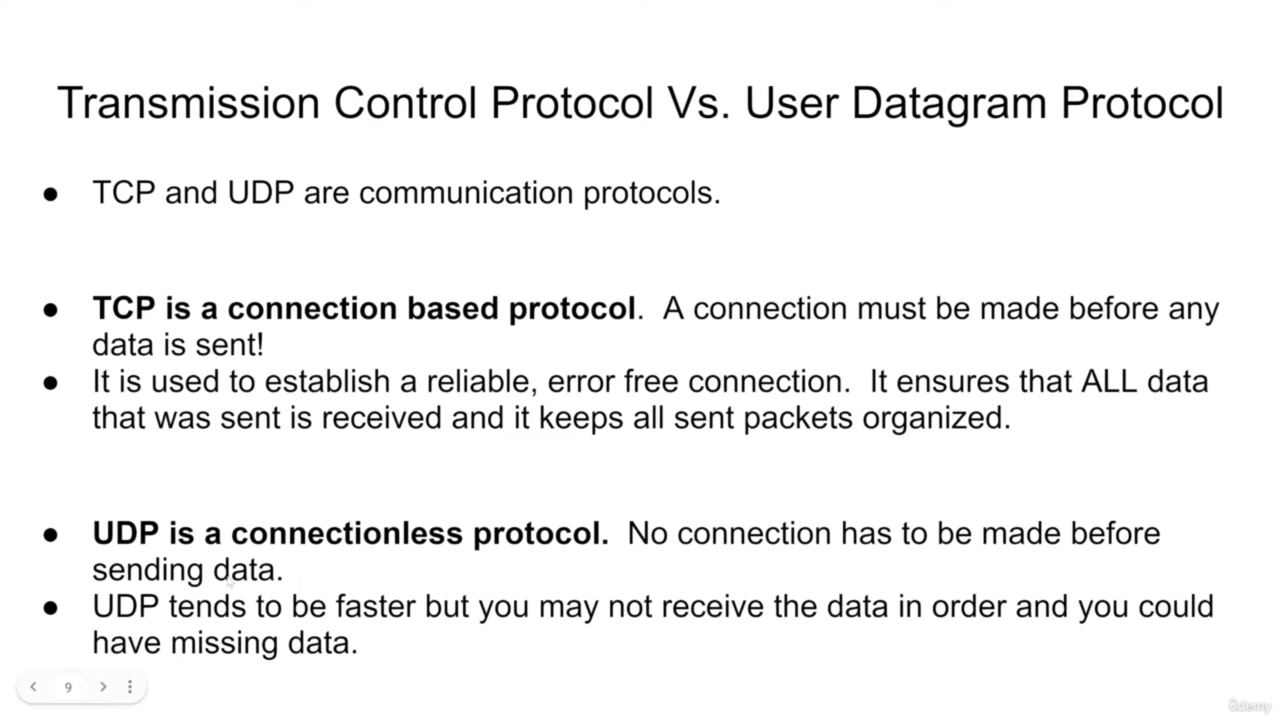 Transmission Control Protocol Vs. User Datagram Protocol
● TCP and UDP are communication protocols.
● TCP is a connection based protocol. A connection must be made before any
data is sent!
● It is used to establish a reliable, error free connection. It ensures that ALL data
that was sent is received and it keeps all sent packets organized.
● UDP is a connectionless protocol. No connection has to be made before
sending data.
● UDP tends to be faster but you may not receive the data in order and you could
have missing data.
9
ûdemy